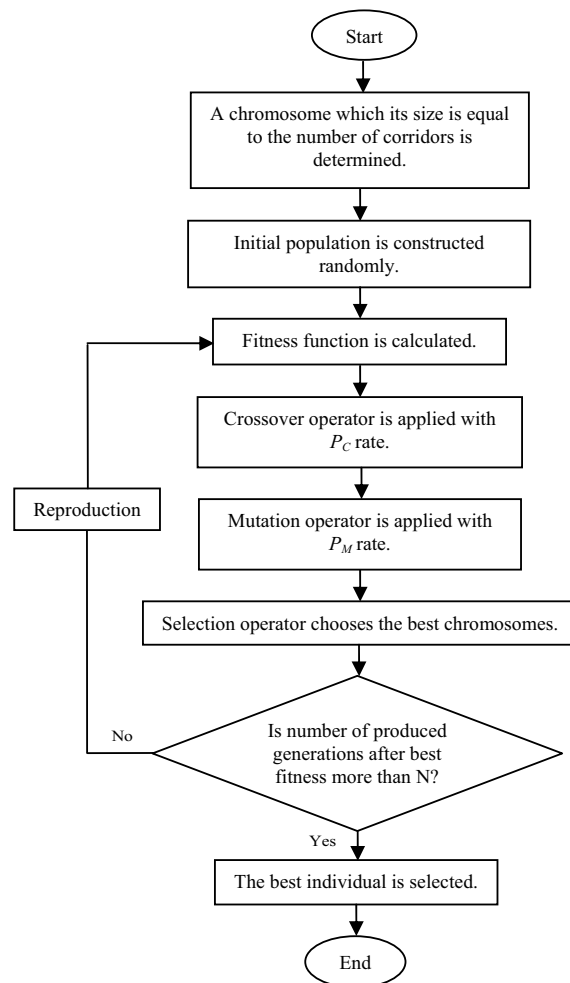 Start
A chromosome which its size is equal
to the number of corridors is
determined.
Initial population is constructed
randomly.
Fitness function is calculated.
Crossover operator is applied with
P_C rate.
Reproduction
Mutation operator is applied with
P_M rate.
Selection operator chooses the best chromosomes.
No
Is number of produced
generations after best
fitness more than N?
Yes
The best individual is selected.
End